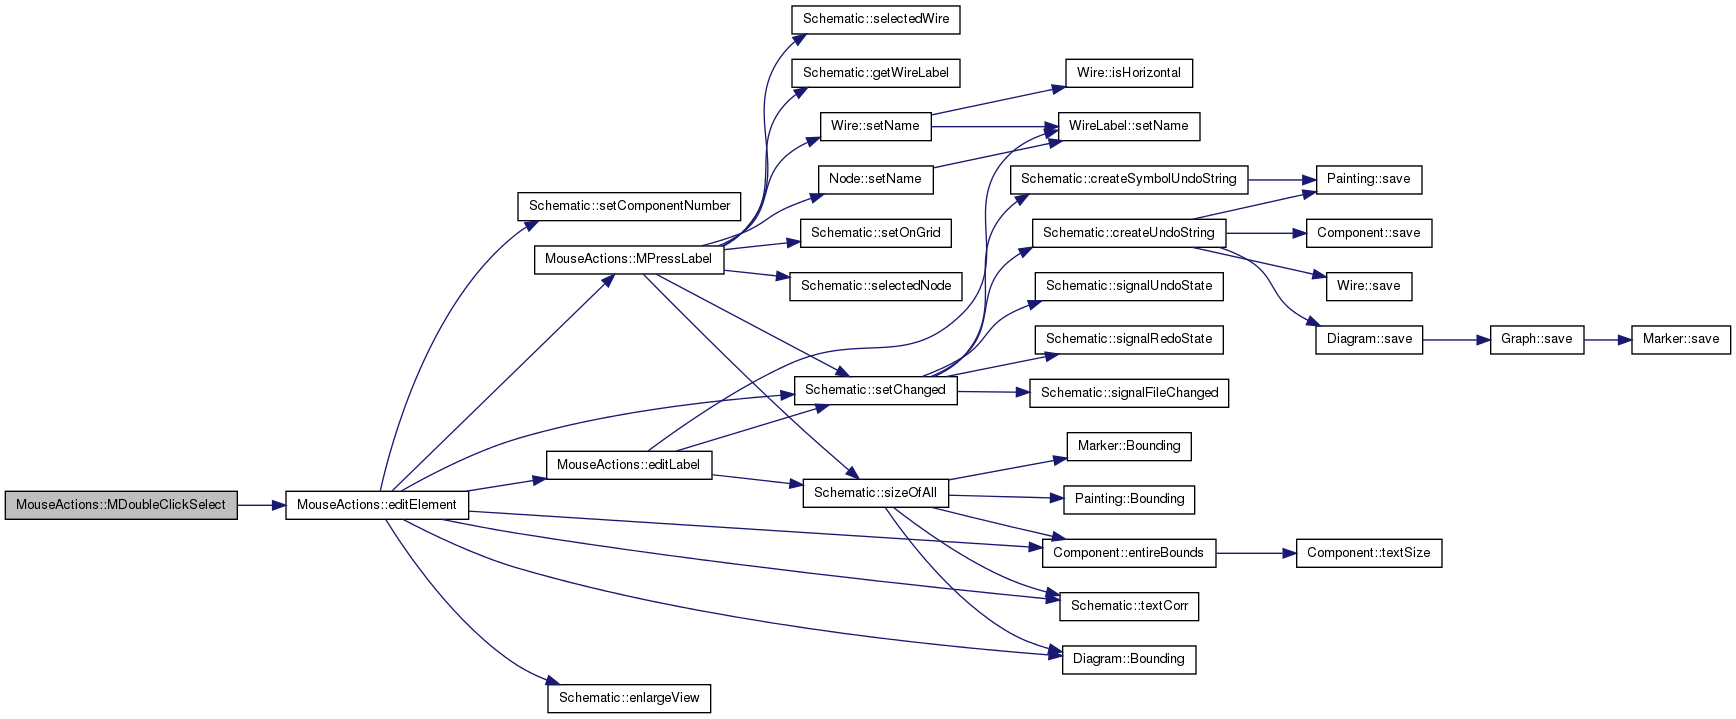 Schematic::selectedWire
Schematic::getWireLabel
Wire::isHorizontal
Wire::setName
WireLabel::setName
Node::setName
Schematic::createSymbolUndoString
Painting::save
Schematic::setComponentNumber
Schematic::setOnGrid
Schematic::createUndoString
Component::save
MouseActions::MPressLabel
Schematic::selectedNode
Schematic::signalUndoState
Wire::save
Schematic::signalRedoState
Diagram::save
Graph::save
Marker::save
Schematic::setChanged
Schematic::signalFileChanged
Marker::Bounding
MouseActions::editLabel
Schematic::sizeOfAll
Painting::Bounding
MouseActions::MDoubleClickSelect
MouseActions::editElement
Component::entireBounds
Component::textSize
Schematic::textCorr
Diagram::Bounding
Schematic::enlargeView